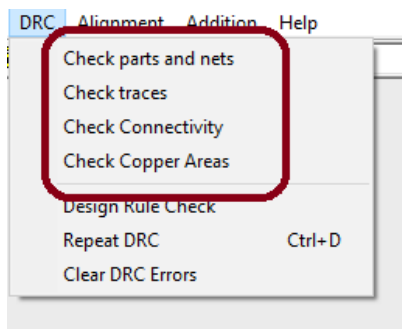 DRC Alignment Addition Help
Check parts and nets
Check traces
Check Connectivity
Check Copper Areas
Design Rule Check
Repeat DRC Ctrl+D
Clear DRC Errors